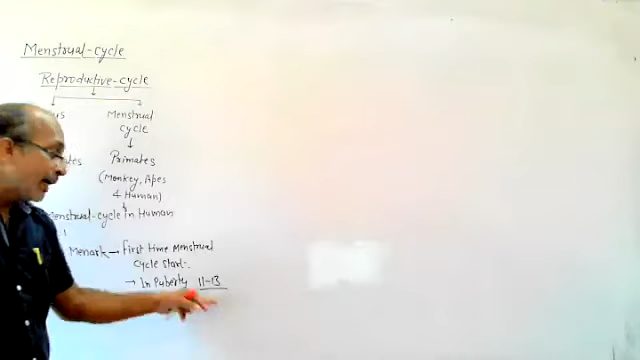 Menstrual-cycle
Reproductive-cycle
Menstrual
cycle
Primates
(Monkey, Apes
& Human)
Menstrual-cycle in Human
Menark → First time Menstrual
cycle start.
→ In Puberty 11-13